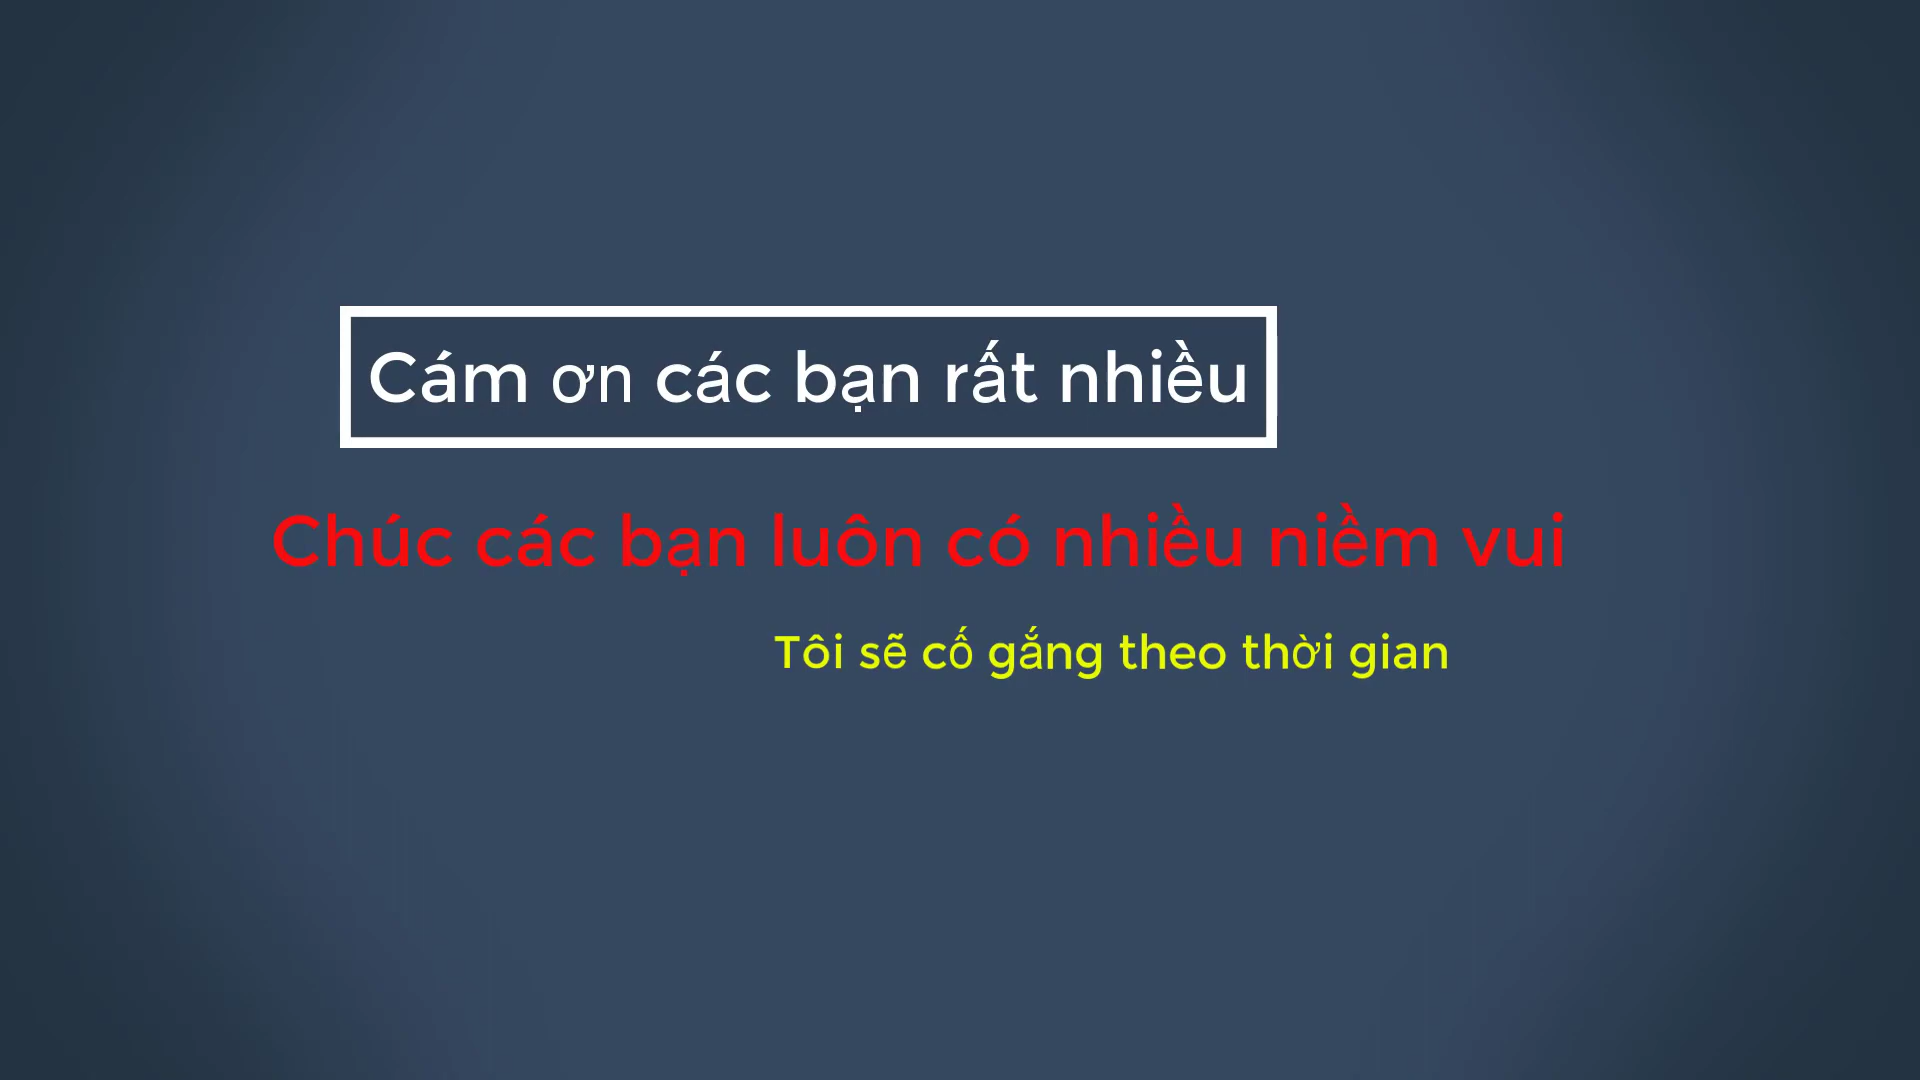 Cám ơn các bạn rất nhiều
Chúc các bạn luôn có nhiều niềm vui
Tôi sẽ cố gắng theo thời gian